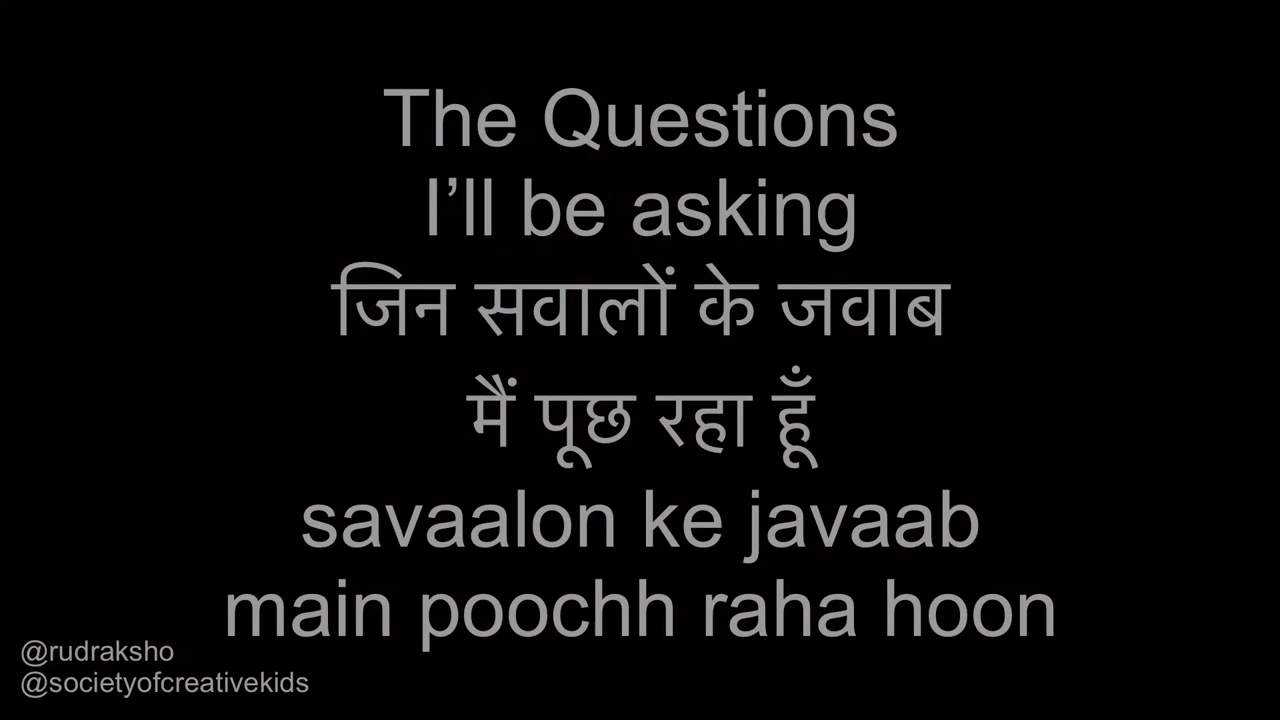 The Questions
I’ll be asking
जिन सवालों के जवाब
मैं पूछ रहा हूँ
savaalon ke javaab
main poochh raha hoon
@rudraksho
@societyofcreativekids